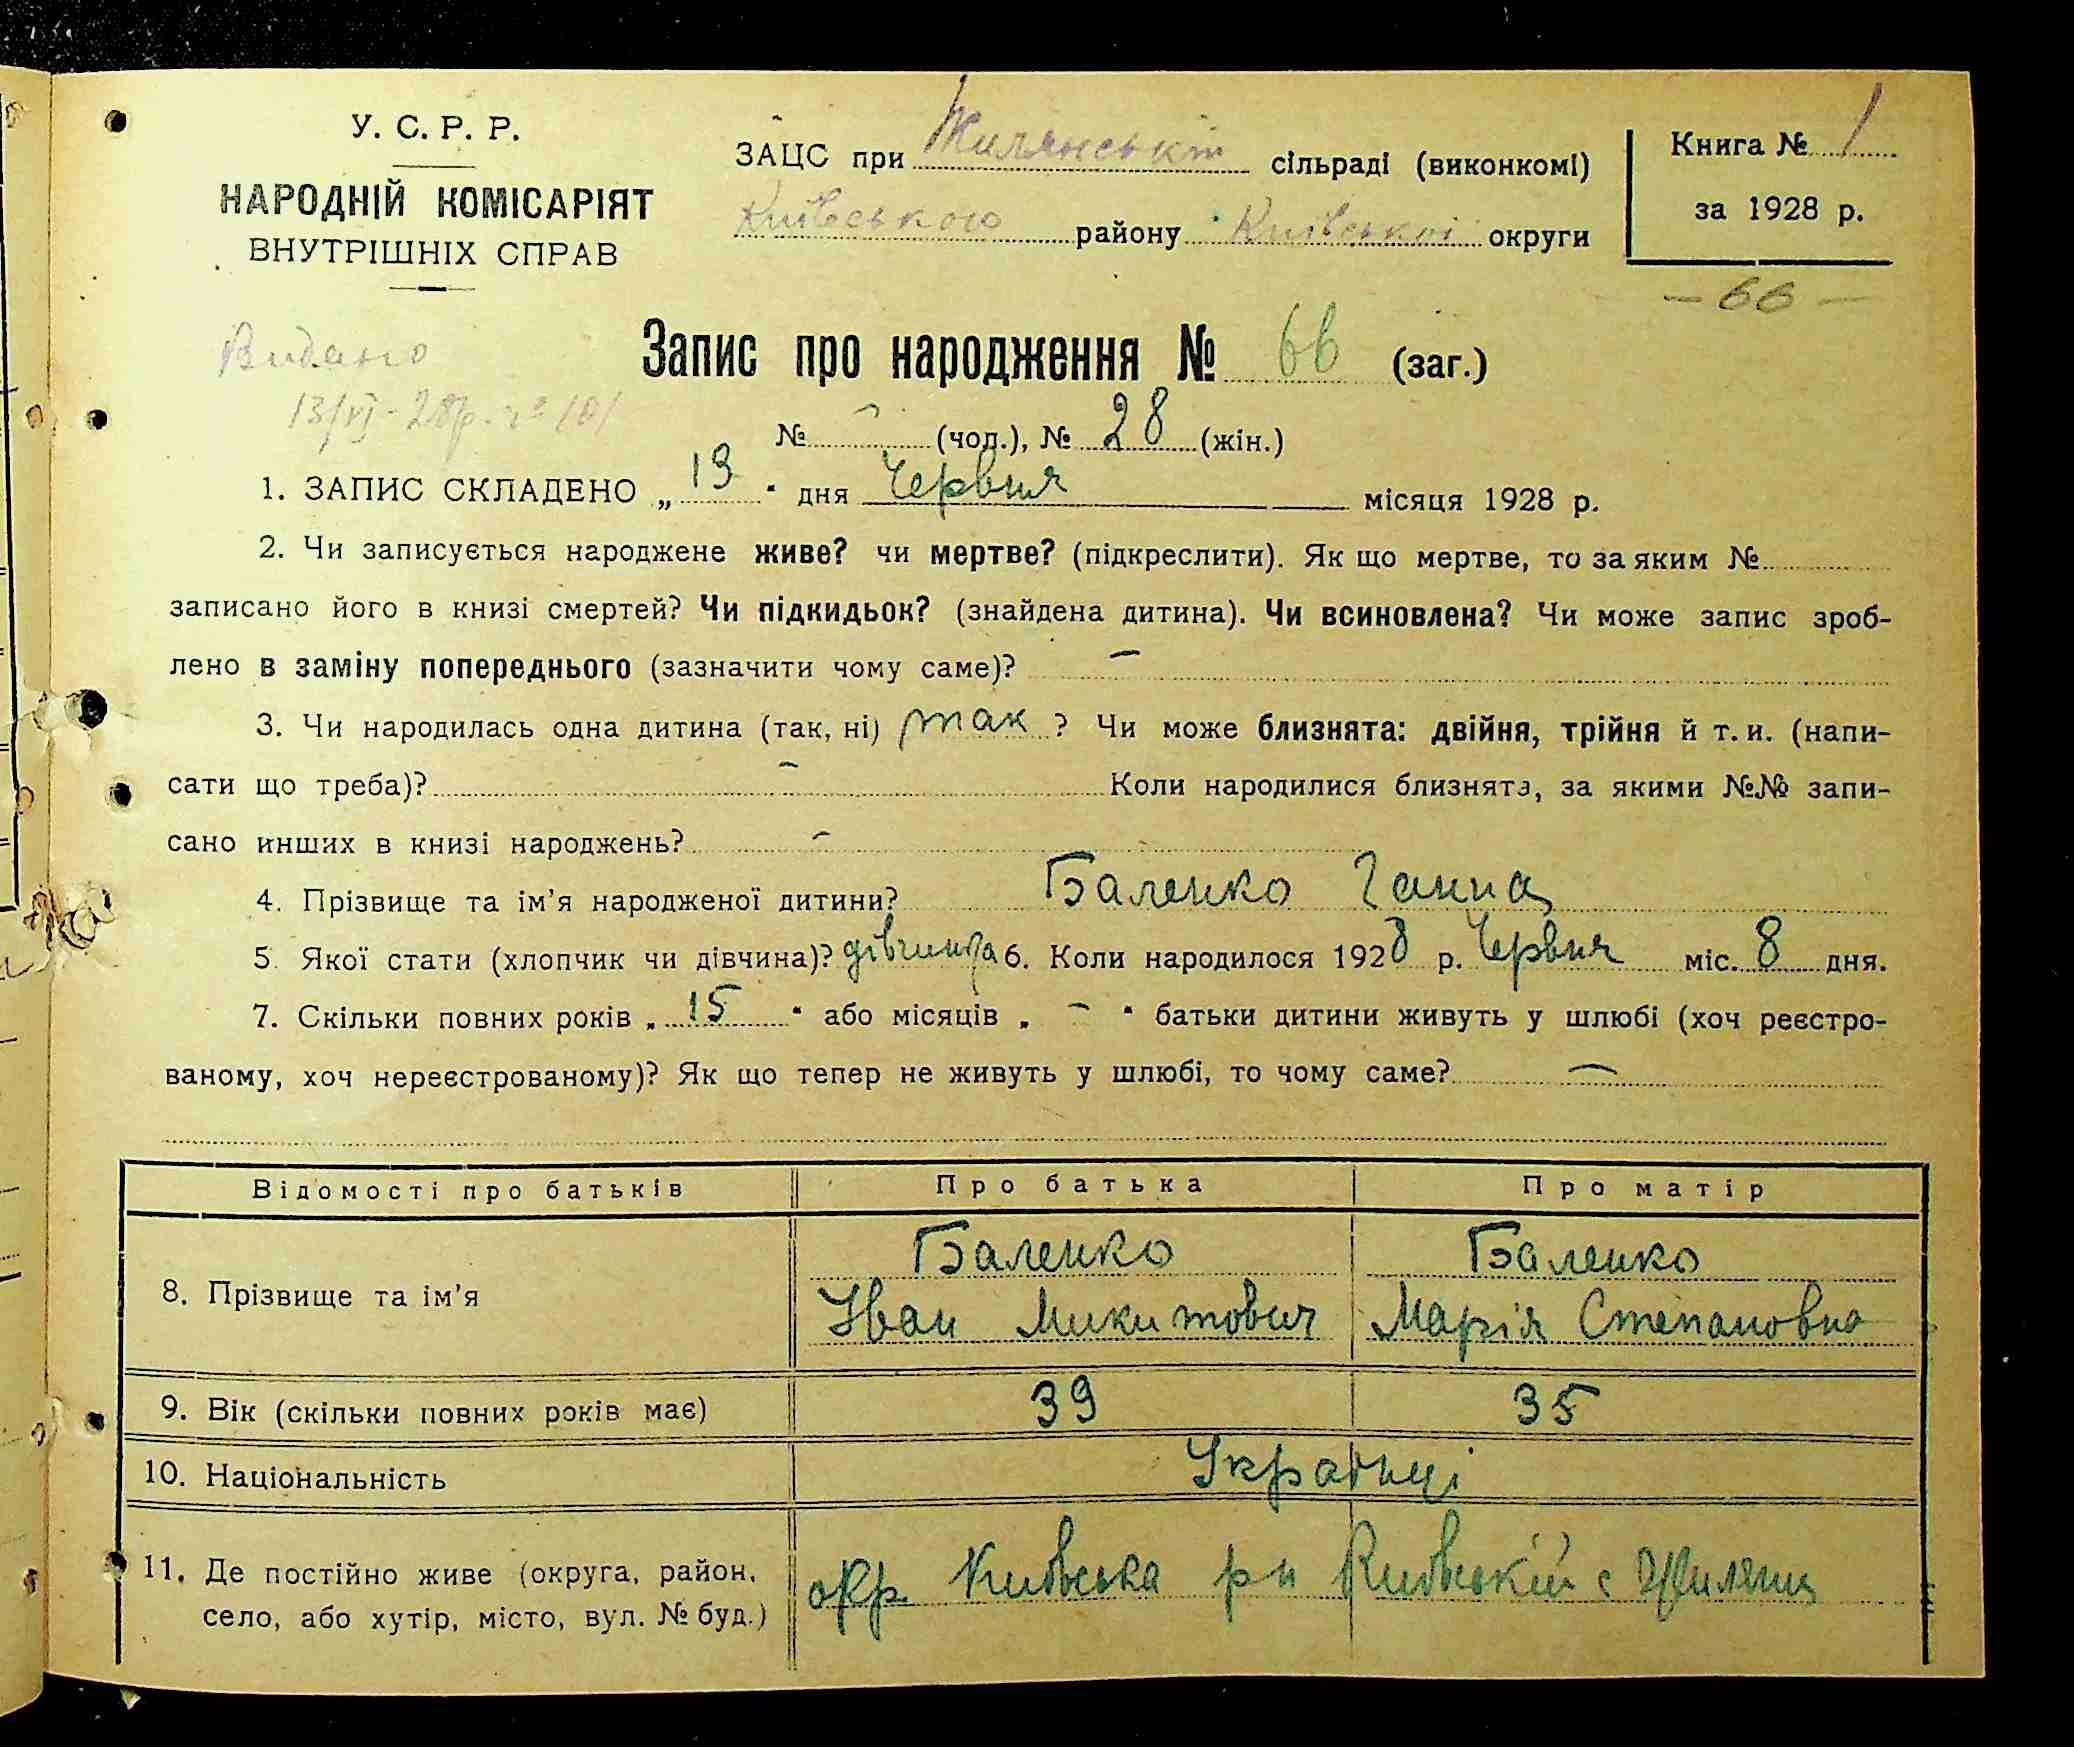 У. С. Р. Р.
НАРОДНІЙ КОМІСАРІЯТ
ВНУТРІШНІХ СПРАВ
ЗАЦС при Жилянській сільраді (виконкомі)
Київського району Київської округи
Книга № 1
за 1928 р.
— 66 —
Видано
13/VI - 28р. № 101
Запис про народження № 66 (заг.)
№ - (чол.), № 28 (жін.)
1. ЗАПИС СКЛАДЕНО „ 13 " дня Червня місяця 1928 р.
2. Чи записується народжене живе? чи мертве? (підкреслити). Як що мертве, то за яким №
записано його в книзі смертей? Чи підкидьок? (знайдена дитина). Чи всиновлена? Чи може запис зроб-
лено в заміну попереднього (зазначити чому саме)? —
3. Чи народилась одна дитина (так, ні) так ? Чи може близнята: двійня, трійня й т. и. (напи-
сати що треба)? - Коли народилися близнята, за якими №№ запи-
сано инших в книзі народжень? -
4. Прізвище та ім'я народженої дитини? Баленко Ганна
5. Якої стати (хлопчик чи дівчина)? дівчинка 6. Коли народилося 1928 р. Червня міс. 8 дня.
7. Скільки повних років „ 15 " або місяців „ - " батьки дитини живуть у шлюбі (хоч реєстро-
ваному, хоч нереєстрованому)? Як що тепер не живуть у шлюбі, то чому саме? —
Відомості про батьків Про батька Про матір
8. Прізвище та ім'я
Баленко
Іван Микитович
Баленко
Марія Степановна
9. Вік (скільки повних років має) 39 35
10. Національність Українці
11. Де постійно живе (округа, район,
село, або хутір, місто, вул. № буд.)
окр. Київська рн Київській с Жиляни